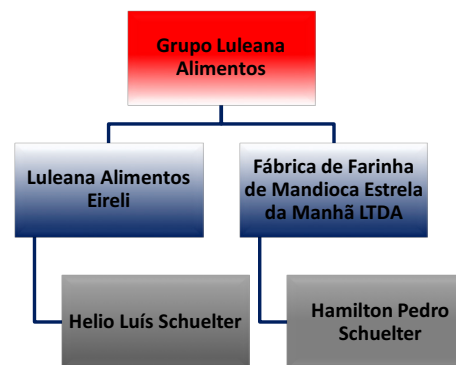 Grupo Luleana
Alimentos
Luleana Alimentos
Eireli
Fábrica de Farinha
de Mandioca Estrela
da Manhã LTDA
Helio Luís Schuelter
Hamilton Pedro
Schuelter